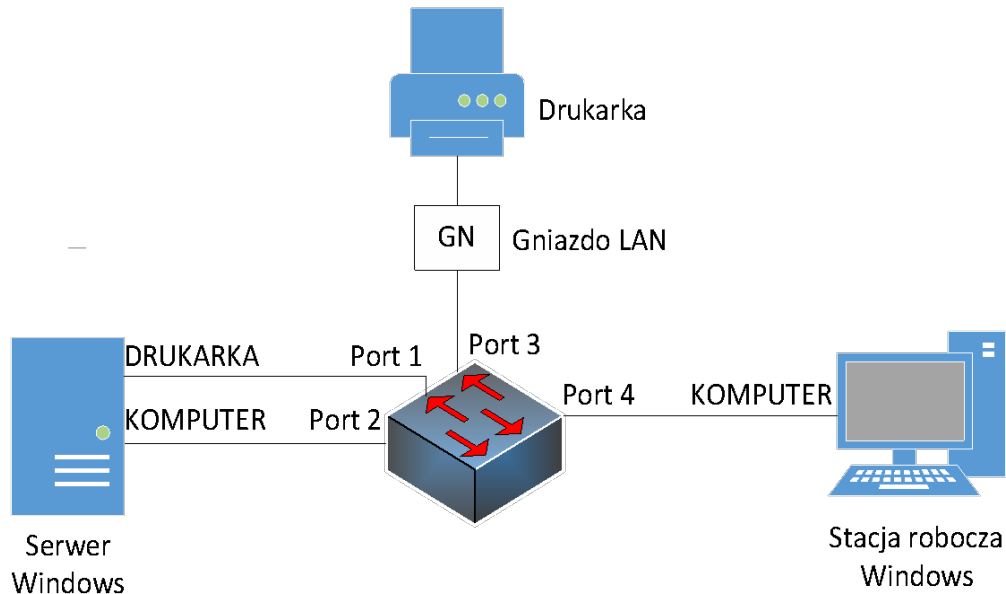 Drukarka
GN
Gniazdo LAN
DRUKARKA
Port 1
Port 3
KOMPUTER
Port 2
Port 4
KOMPUTER
Serwer
Windows
Stacja robocza
Windows